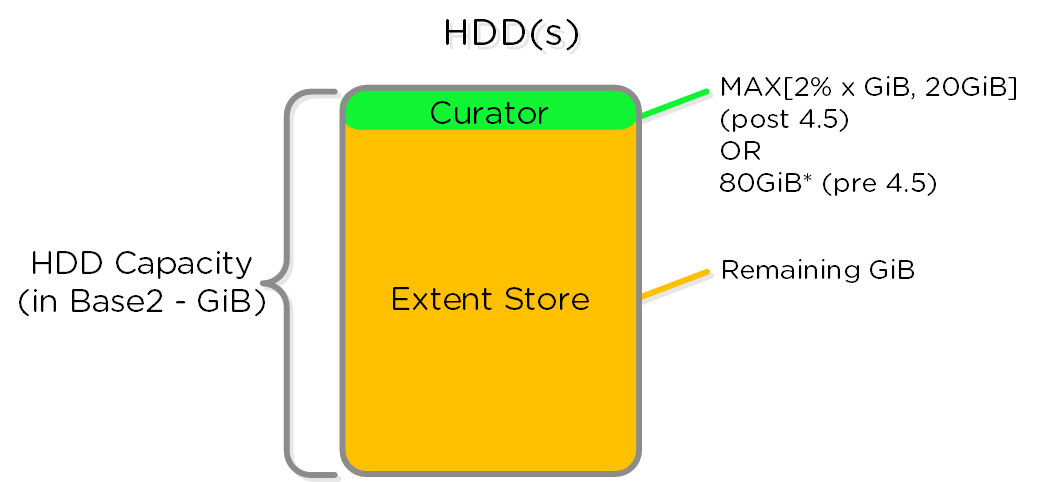 HDD(s)
Curator
MAX[2% x GiB, 20GiB]
(post 4.5)
OR
80GiB* (pre 4.5)
HDD Capacity
(in Base2 - GiB)
Extent Store
Remaining GiB